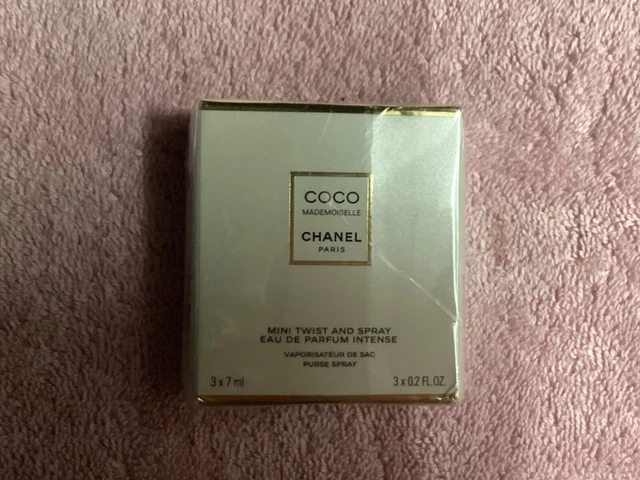 COCO
MADEMOISELLE
CHANEL
PARIS
MINI TWIST AND SPRAY
EAU DE PARFUM INTENSE
VAPORISATEUR DE SAC
PURSE SPRAY
3 x 7 ml
3 x 0.2 FL.OZ.